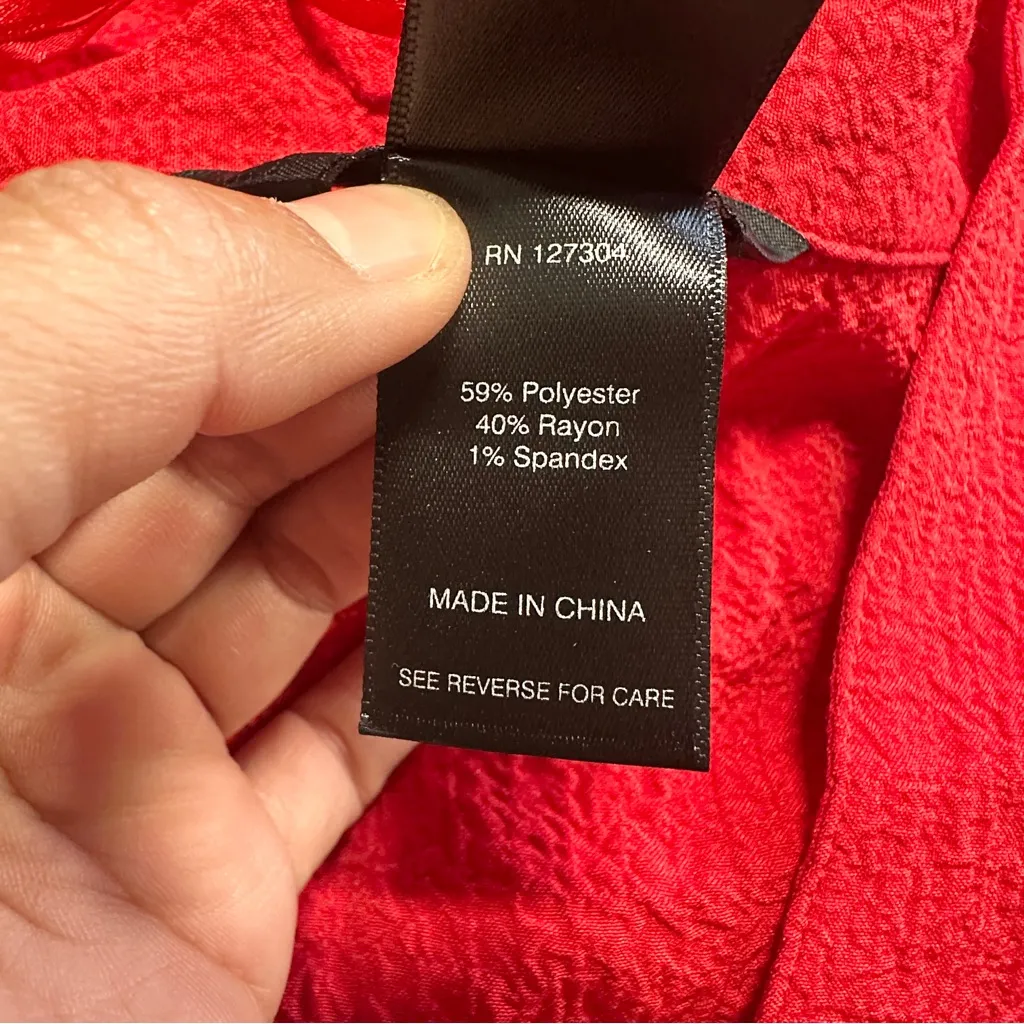 RN 127304
59% Polyester
40% Rayon
1% Spandex
MADE IN CHINA
SEE REVERSE FOR CARE